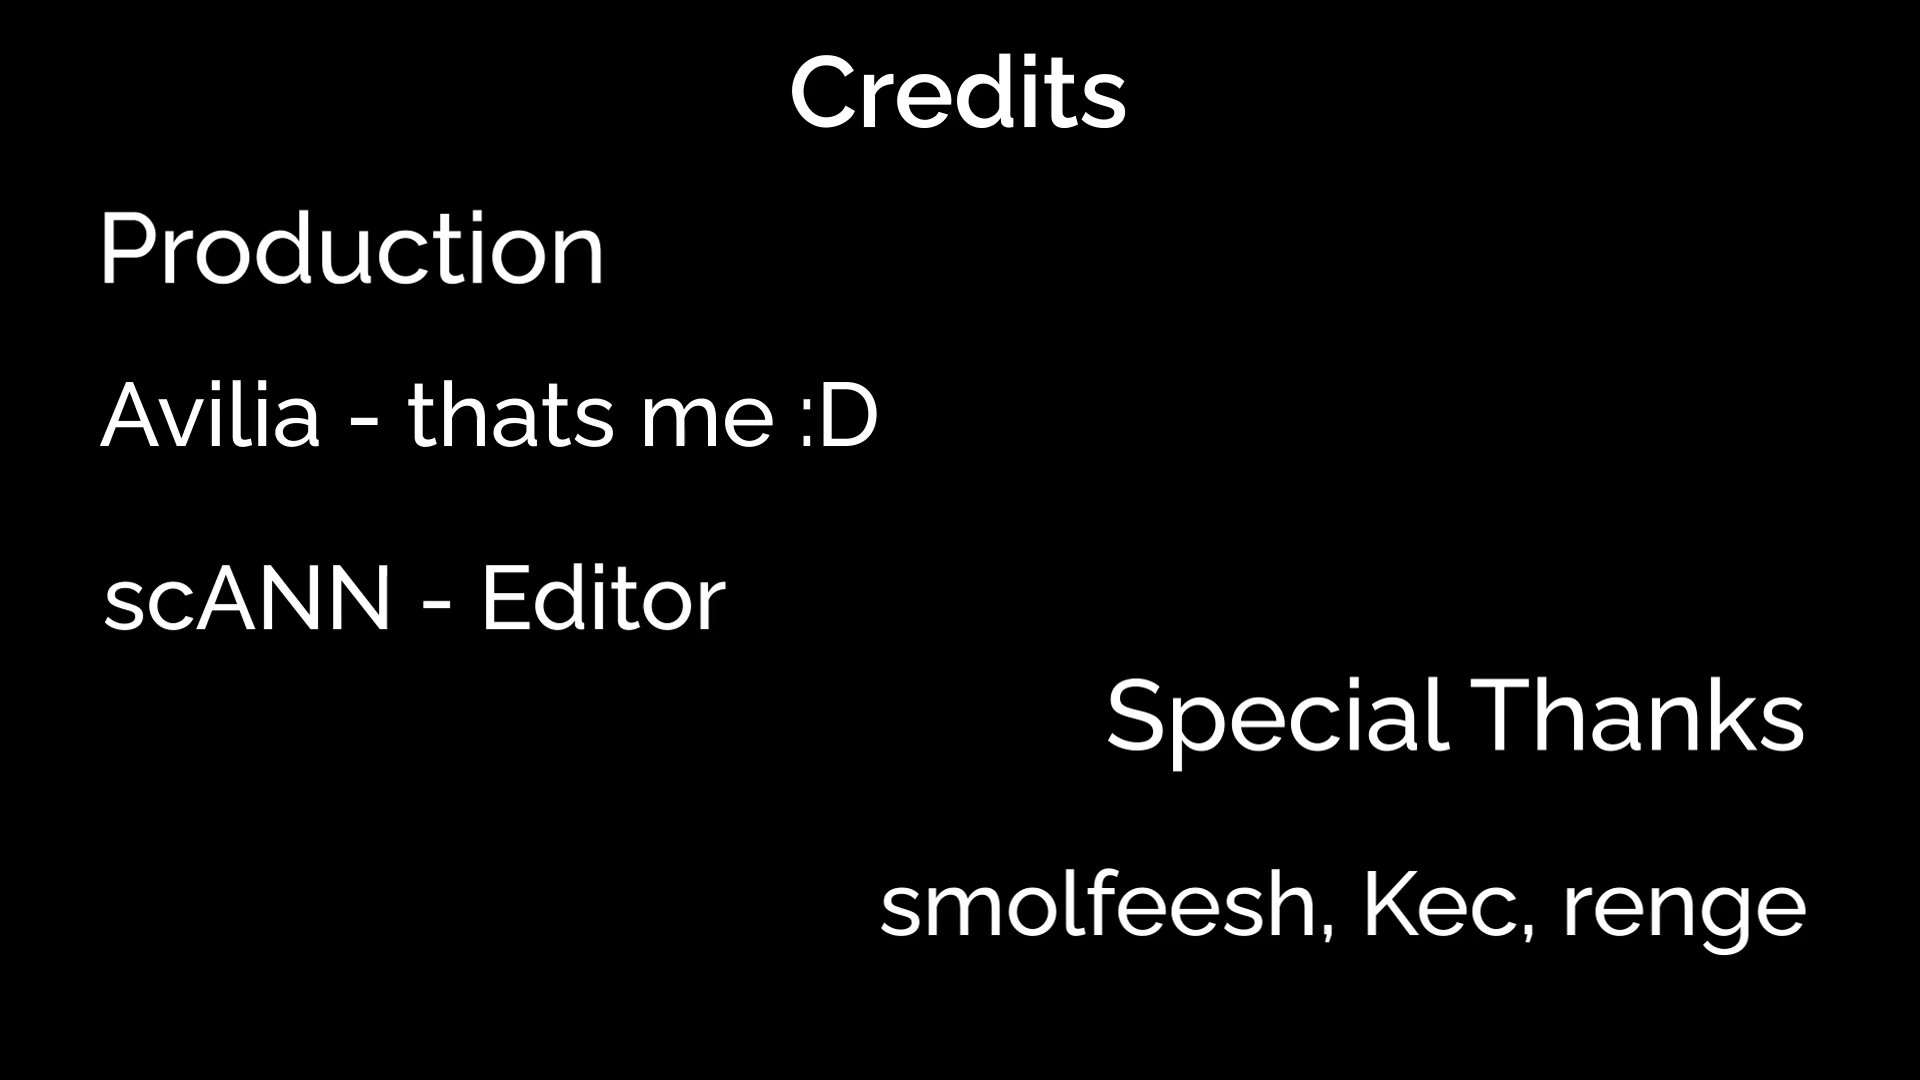 Credits
Production
Avilia - thats me :D
scANN - Editor
Special Thanks
smolfeesh, Kec, renge